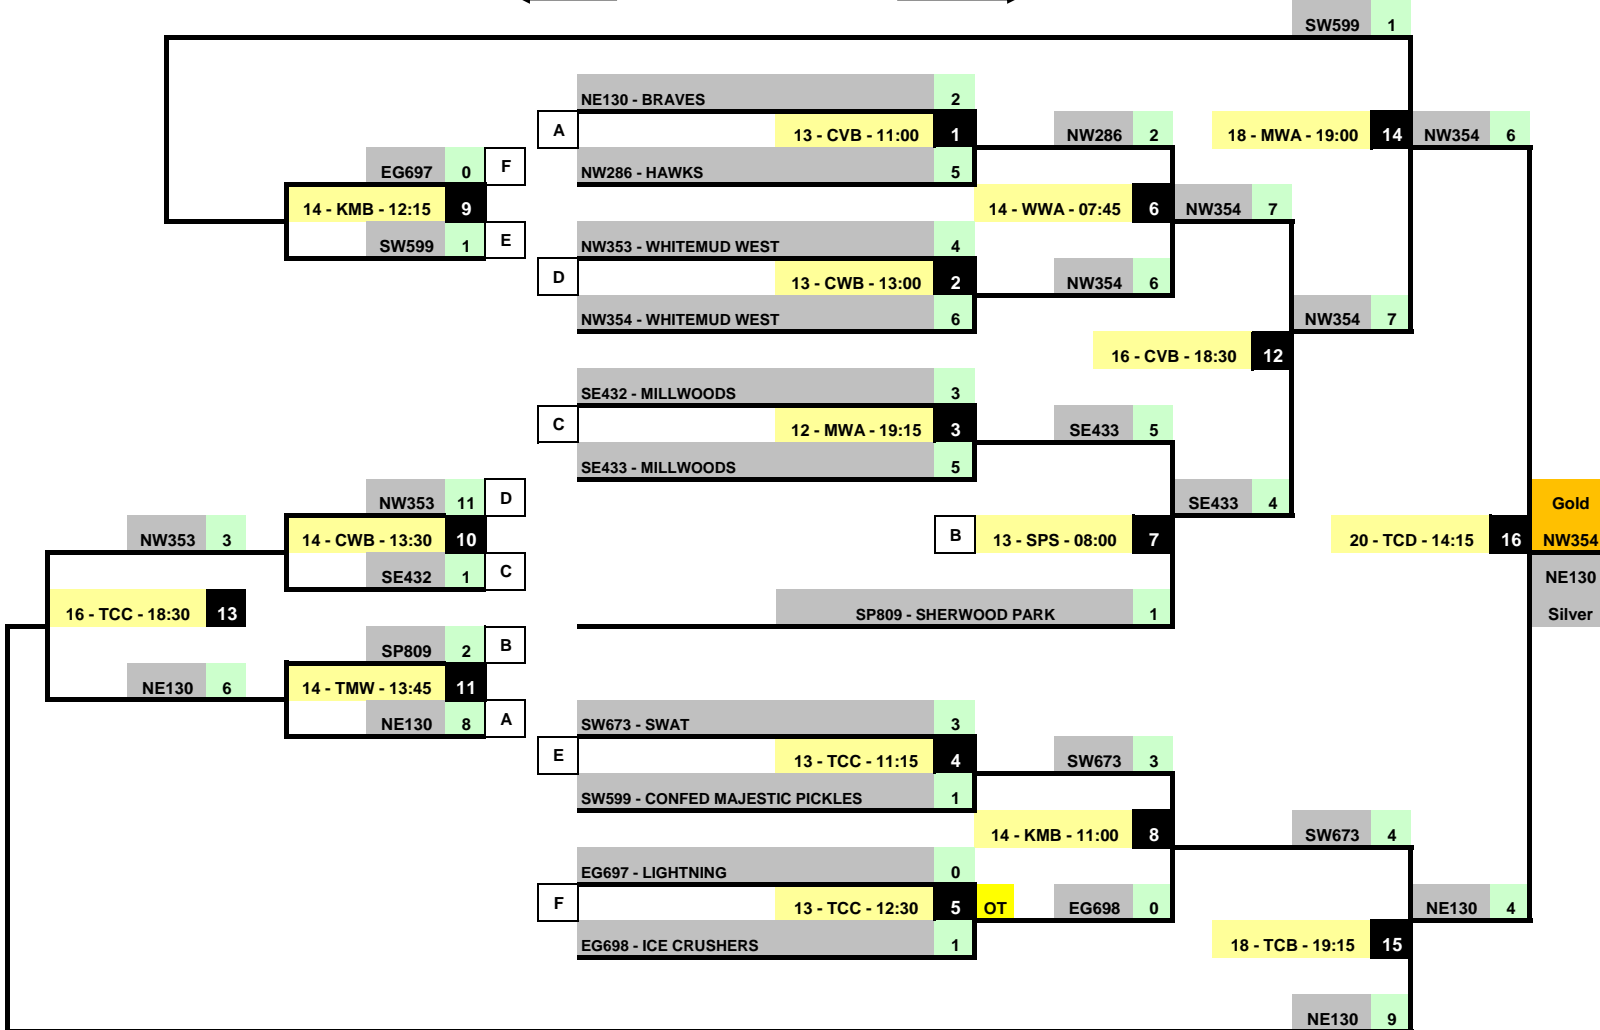 SW599 1
NE130 - BRAVES 2
A 13 - CVB - 11:00 1 NW286 2 18 - MWA - 19:00 14 NW354 6
EG697 0 F NW286 - HAWKS 5
14 - KMB - 12:15 9 14 - WWA - 07:45 6 NW354 7
SW599 1 E NW353 - WHITEMUD WEST 4
D 13 - CWB - 13:00 2 NW354 6
NW354 - WHITEMUD WEST 6 NW354 7
16 - CVB - 18:30 12
SE432 - MILLWOODS 3
C 12 - MWA - 19:15 3 SE433 5
SE433 - MILLWOODS 5
NW353 11 D SE433 4 Gold
NW353 3 14 - CWB - 13:30 10 B 13 - SPS - 08:00 7 20 - TCD - 14:15 16 NW354
SE432 1 C NE130
16 - TCC - 18:30 13 SP809 - SHERWOOD PARK 1 Silver
SP809 2 B
NE130 6 14 - TMW - 13:45 11
NE130 8 A SW673 - SWAT 3
E 13 - TCC - 11:15 4 SW673 3
SW599 - CONFED MAJESTIC PICKLES 1
14 - KMB - 11:00 8 SW673 4
EG697 - LIGHTNING 0
F 13 - TCC - 12:30 5 OT EG698 0 NE130 4
EG698 - ICE CRUSHERS 1 18 - TCB - 19:15 15
NE130 9